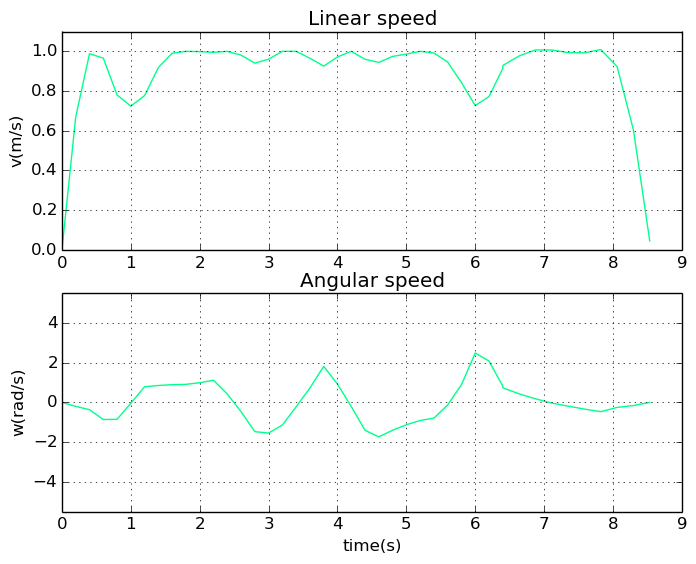 Linear speed
1.0
0.8
0.6
0.4
0.2
0.0
v(m/s)
0 1 2 3 4 5 6 7 8 9
Angular speed
4
2
0
−2
−4
w(rad/s)
0 1 2 3 4 5 6 7 8 9
time(s)